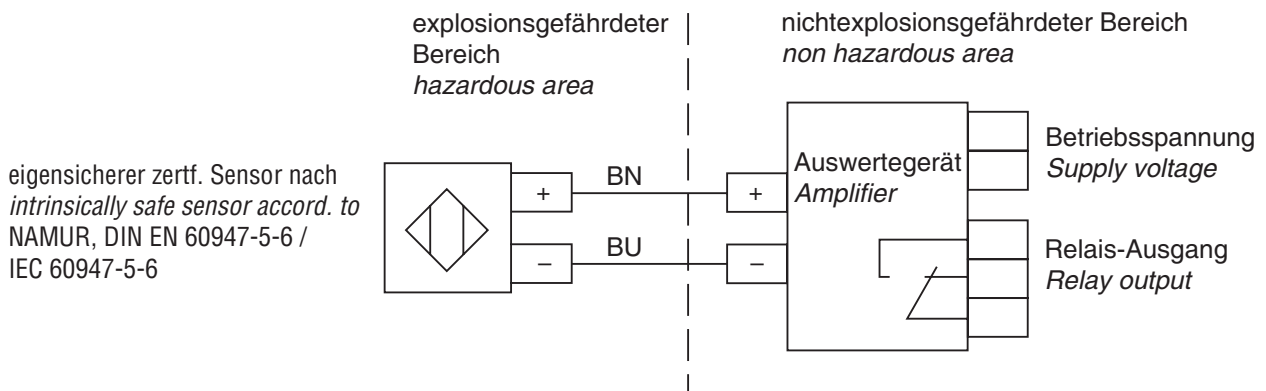 explosionsgefährdeter
Bereich
hazardous area
nichtexplosionsgefährdeter Bereich
non hazardous area
eigensicherer zertf. Sensor nach
intrinsically safe sensor accord. to
NAMUR, DIN EN 60947-5-6 /
IEC 60947-5-6
+
BN
+
–
BU
–
Auswertegerät
Amplifier
Betriebsspannung
Supply voltage
Relais-Ausgang
Relay output